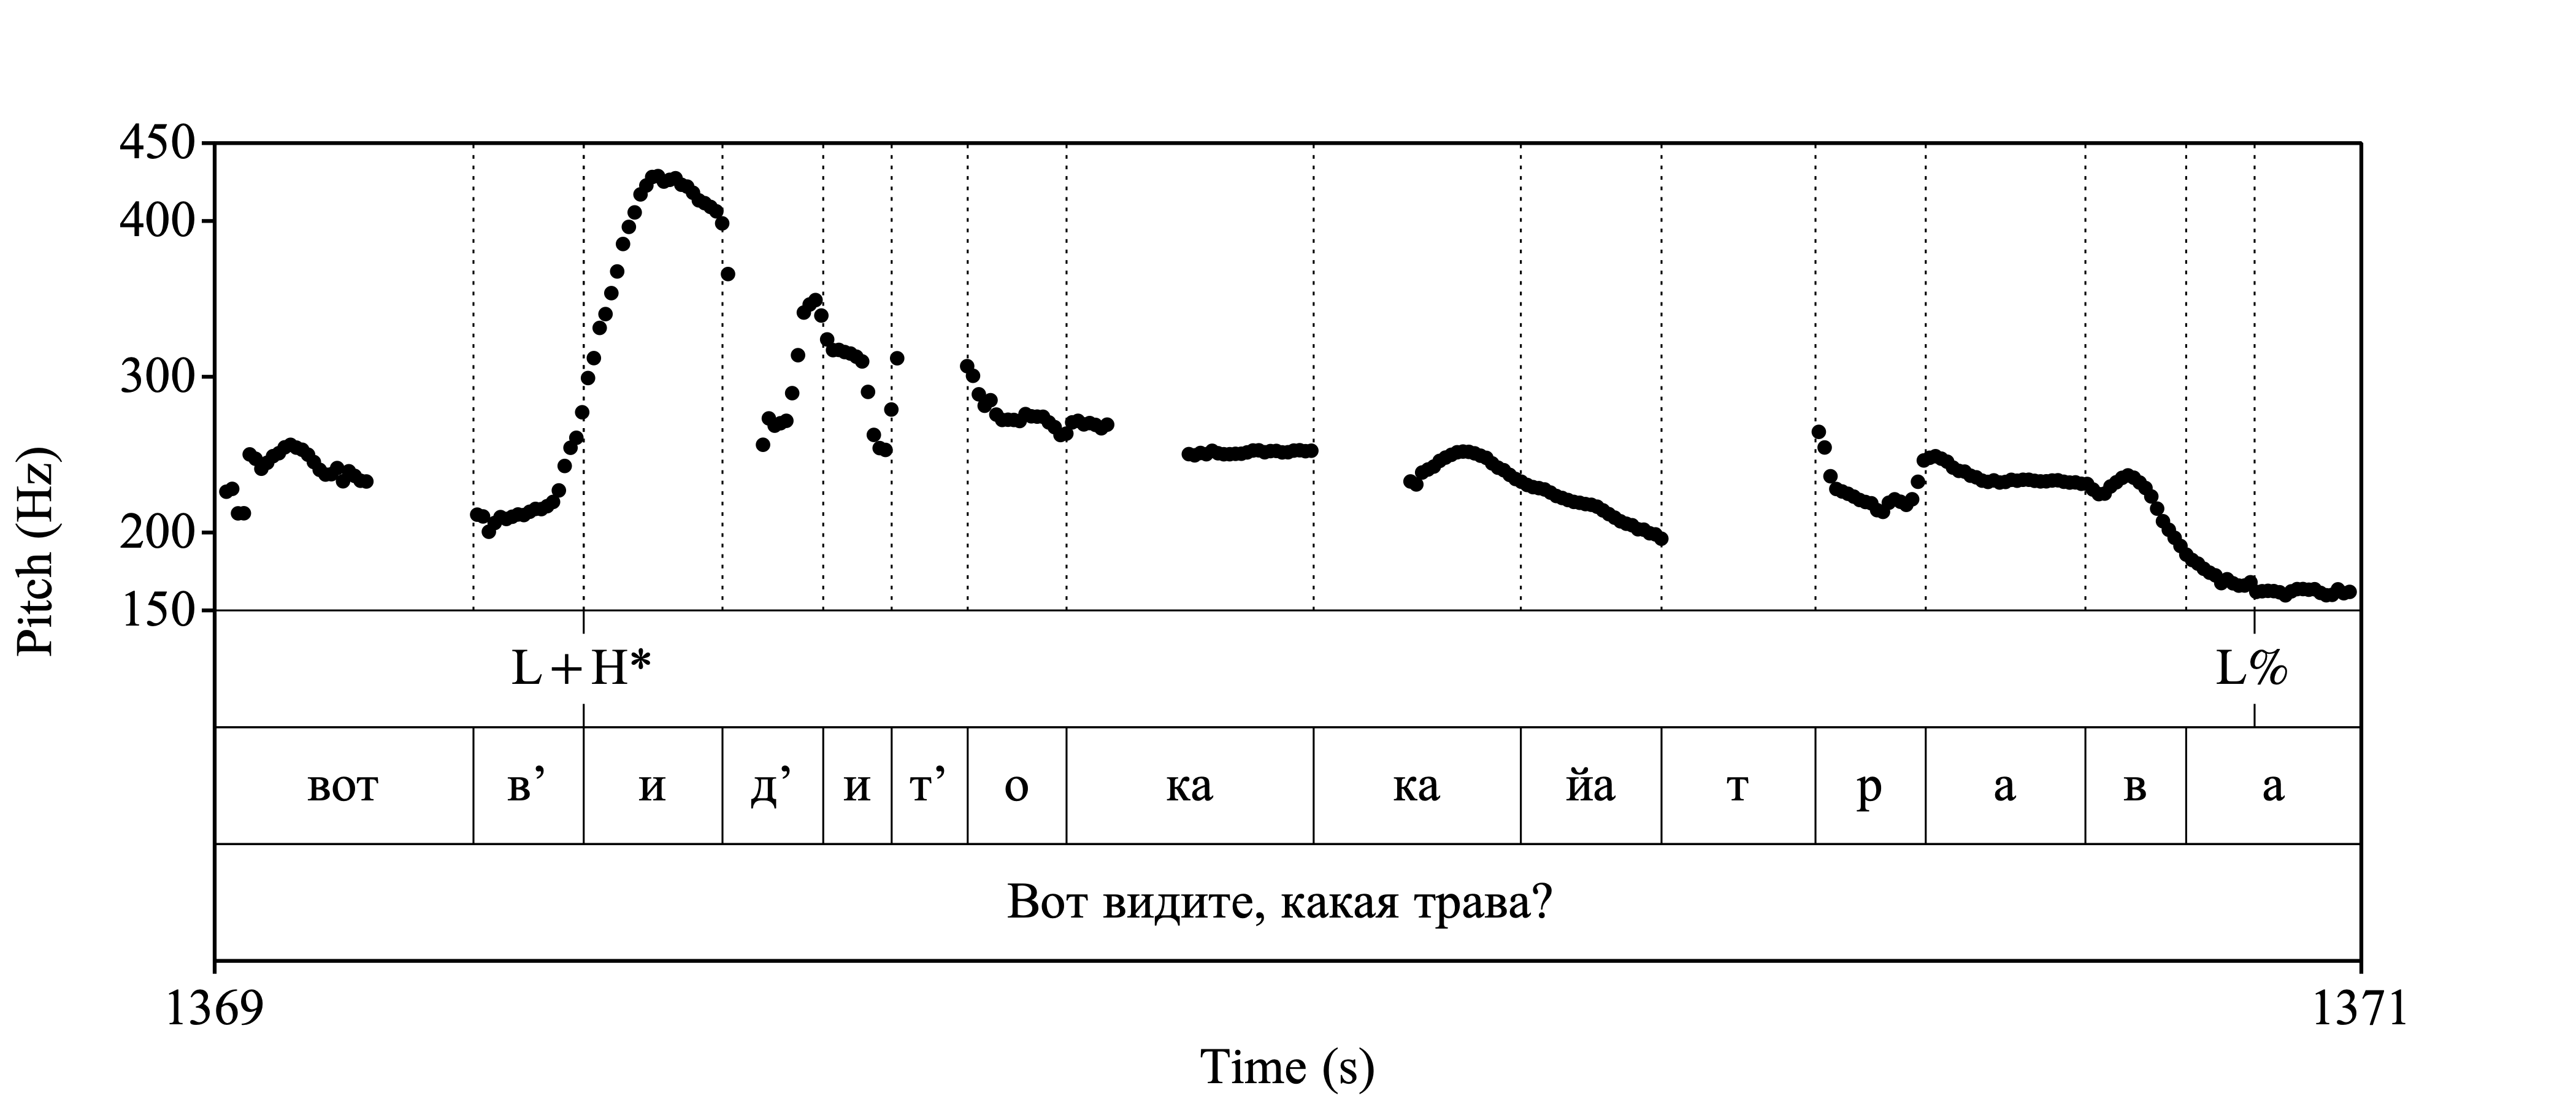 450
400
300
200
150
Pitch (Hz)
L+H* L%
вот в’ и д’ и т’ о ка ка йа т р а в а
Вот видите, какая трава?
1369 1371
Time (s)